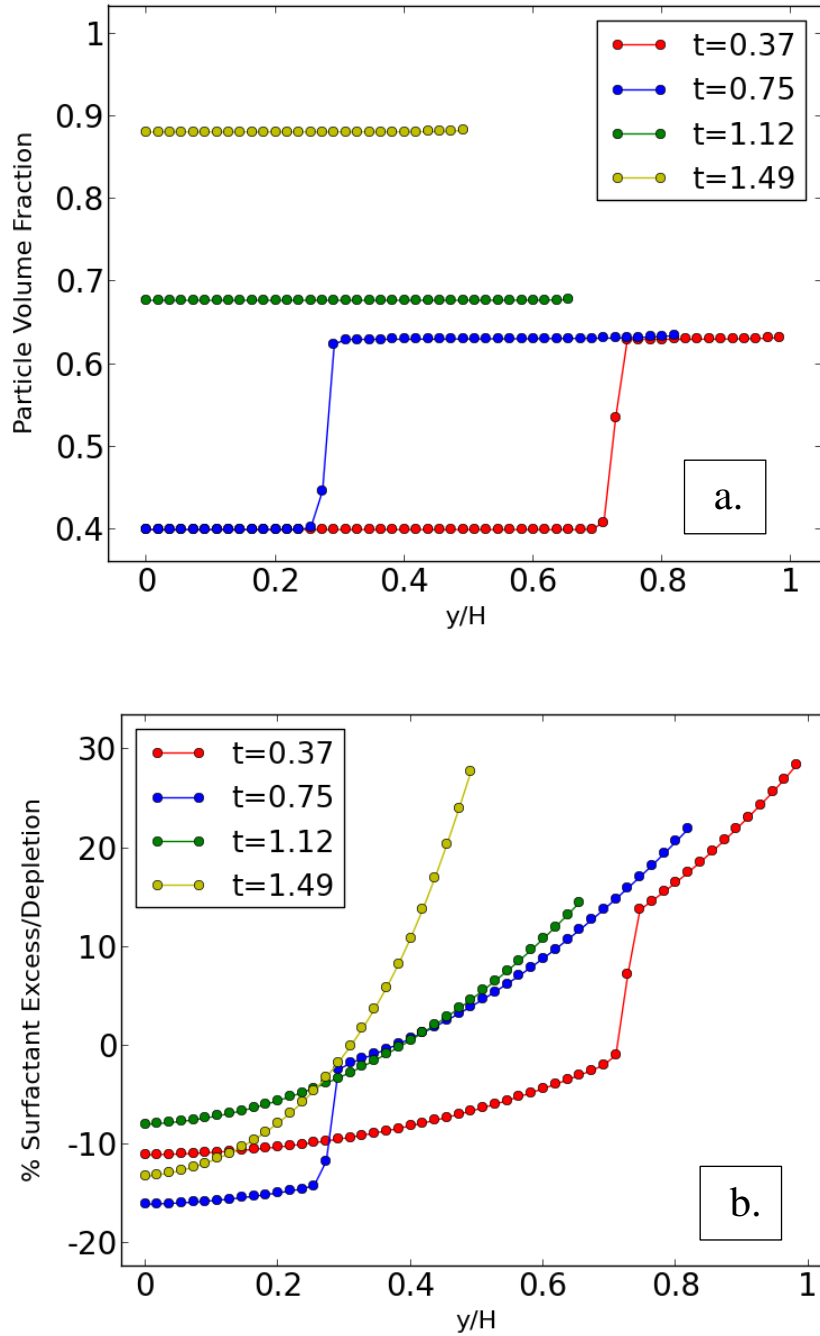 1
0.9
0.8
0.7
0.6
0.5
0.4
Particle Volume Fraction
t=0.37
t=0.75
t=1.12
t=1.49
a.
0
0.2
0.4
0.6
0.8
1
y/H
30
20
10
0
-10
-20
% Surfactant Excess/Depletion
t=0.37
t=0.75
t=1.12
t=1.49
b.
0
0.2
0.4
0.6
0.8
1
y/H